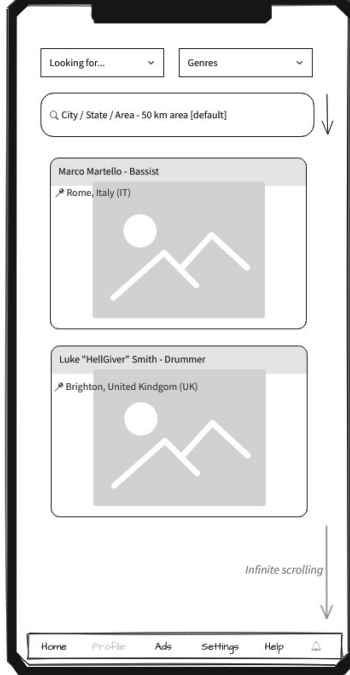 Looking for...
Genres
City / State / Area - 50 km area [default]
Marco Martello - Bassist
Rome, Italy (IT)
Luke "HellGiver" Smith - Drummer
Brighton, United Kindgom (UK)
Infinite scrolling
Home Profile Ads Settings Help